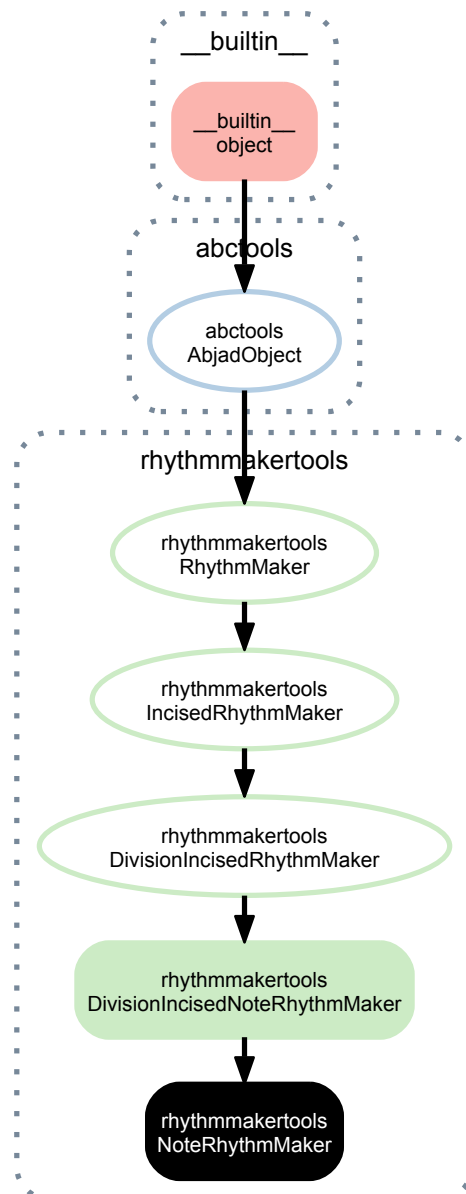 __builtin__
__builtin__
object
abctools
abctools
AbjadObject
rhythmmakertools
rhythmmakertools
RhythmMaker
rhythmmakertools
IncisedRhythmMaker
rhythmmakertools
DivisionIncisedRhythmMaker
rhythmmakertools
DivisionIncisedNoteRhythmMaker
rhythmmakertools
NoteRhythmMaker